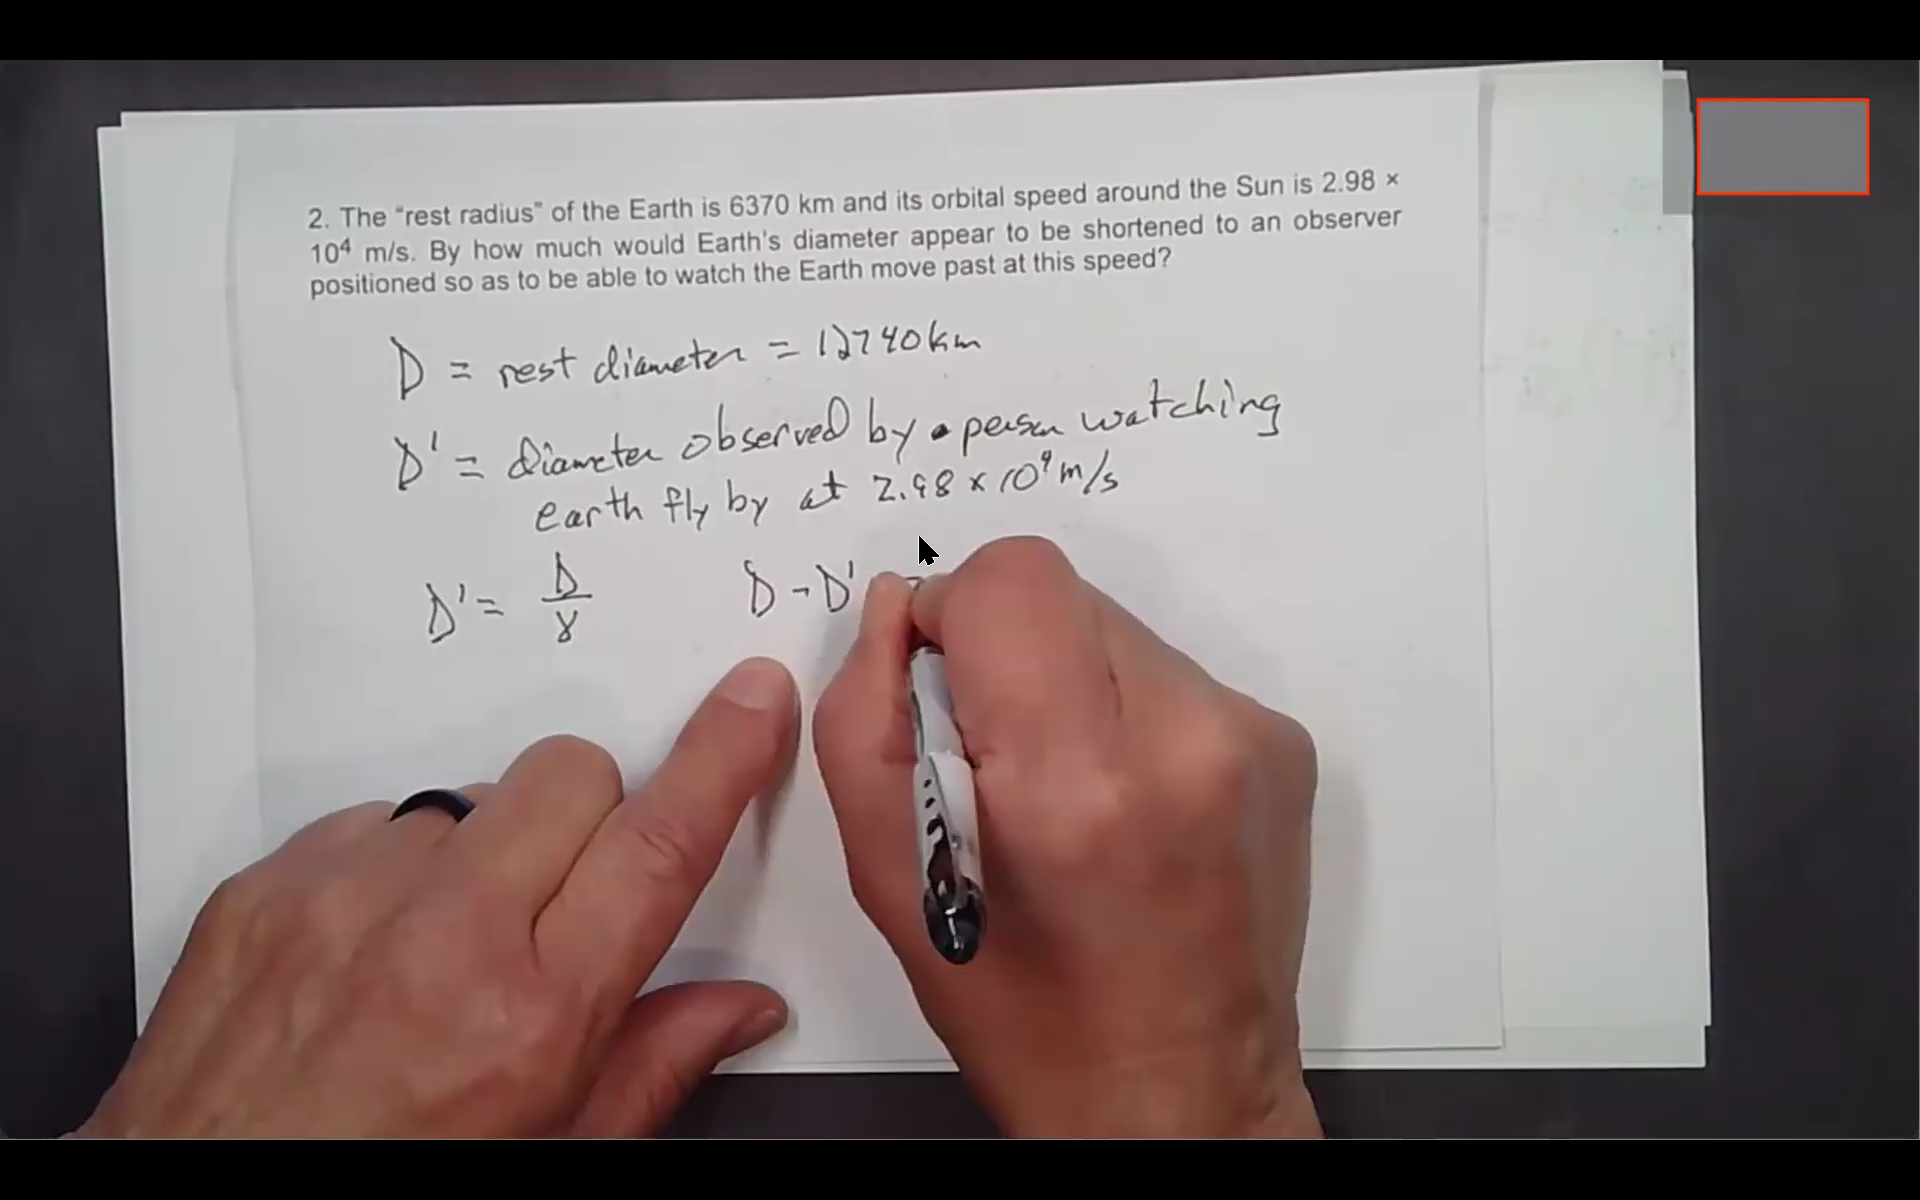 2. The “rest radius” of the Earth is 6370 km and its orbital speed around the Sun is 2.98 ×
10⁴ m/s. By how much would Earth's diameter appear to be shortened to an observer
positioned so as to be able to watch the Earth move past at this speed?
D = rest diameter = 12740 km
D' = diameter observed by person watching
earth fly by at 2.98 × 10⁴ m/s
D' = D/γ D - D' =